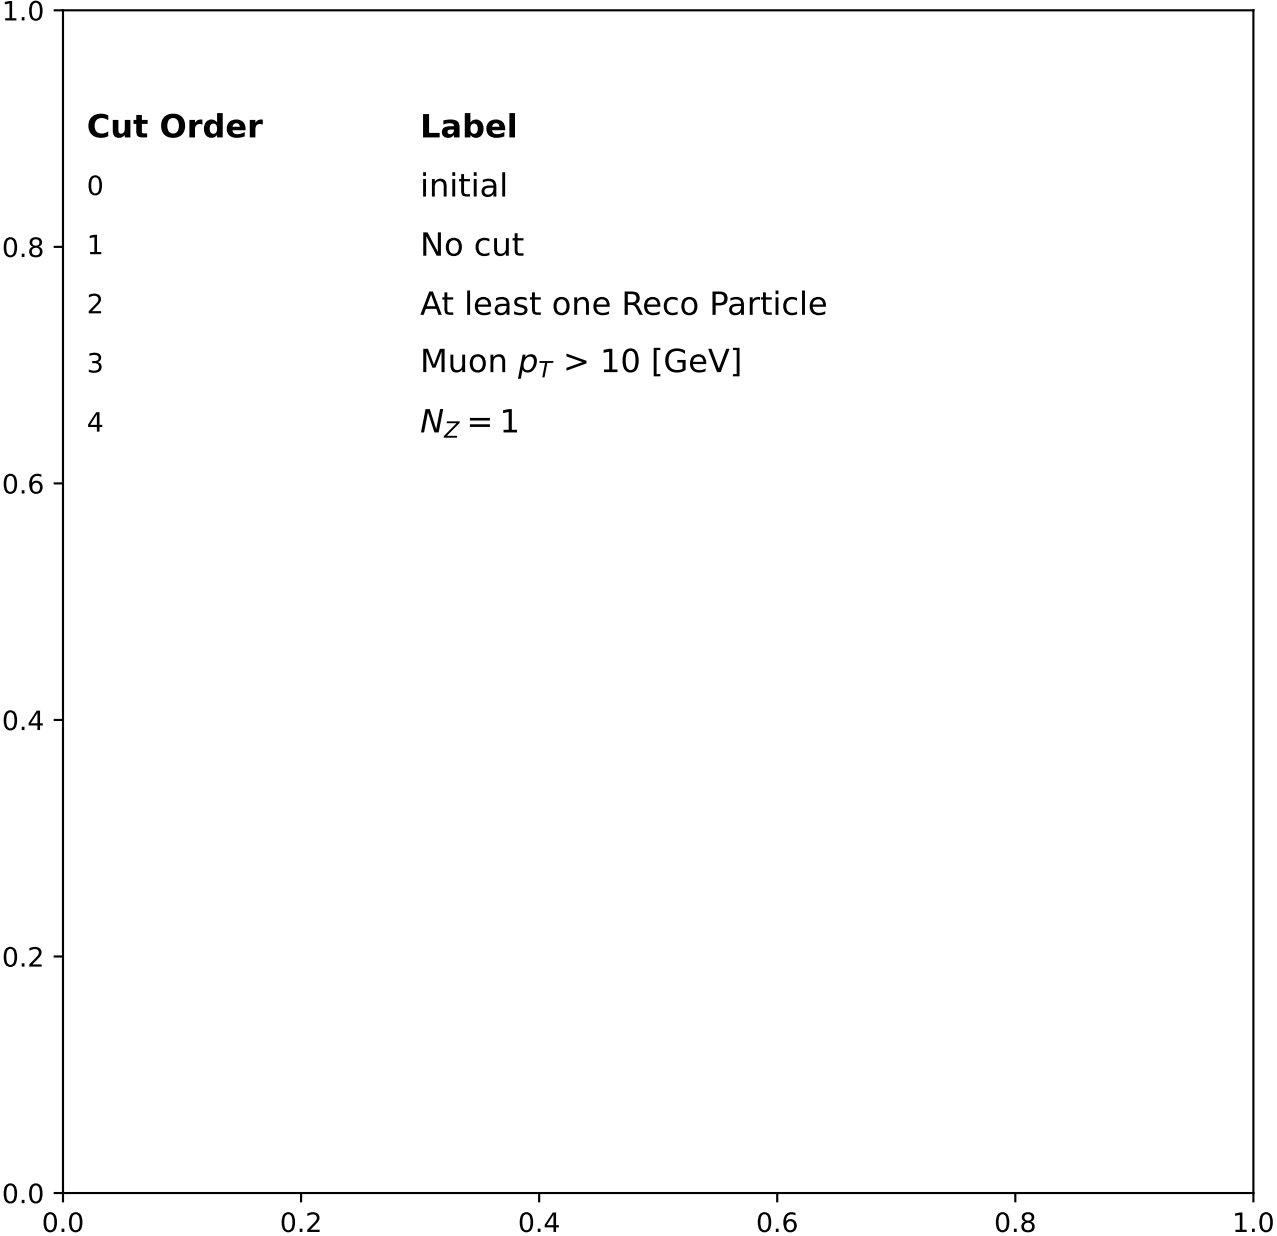 1.0
Cut Order Label
0 initial
1 No cut
0.8
2 At least one Reco Particle
3 Muon p_T > 10 [GeV]
4 N_Z = 1
0.6
0.4
0.2
0.0
0.0 0.2 0.4 0.6 0.8 1.0